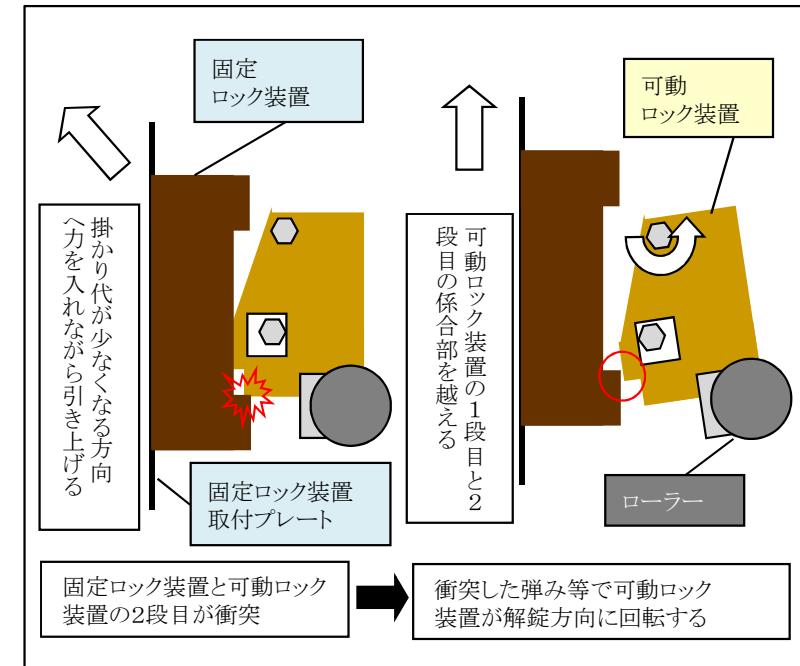 固定
ロック装置
可動
ロック装置
掛かり代が少なくなる方向
へ力を入れながら引き上げる
可動ロック装置の１段目と２
段目の係合部を越える
固定ロック装置
取付プレート
ローラー
固定ロック装置と可動ロック
装置の2段目が衝突
衝突した弾み等で可動ロック
装置が解錠方向に回転する